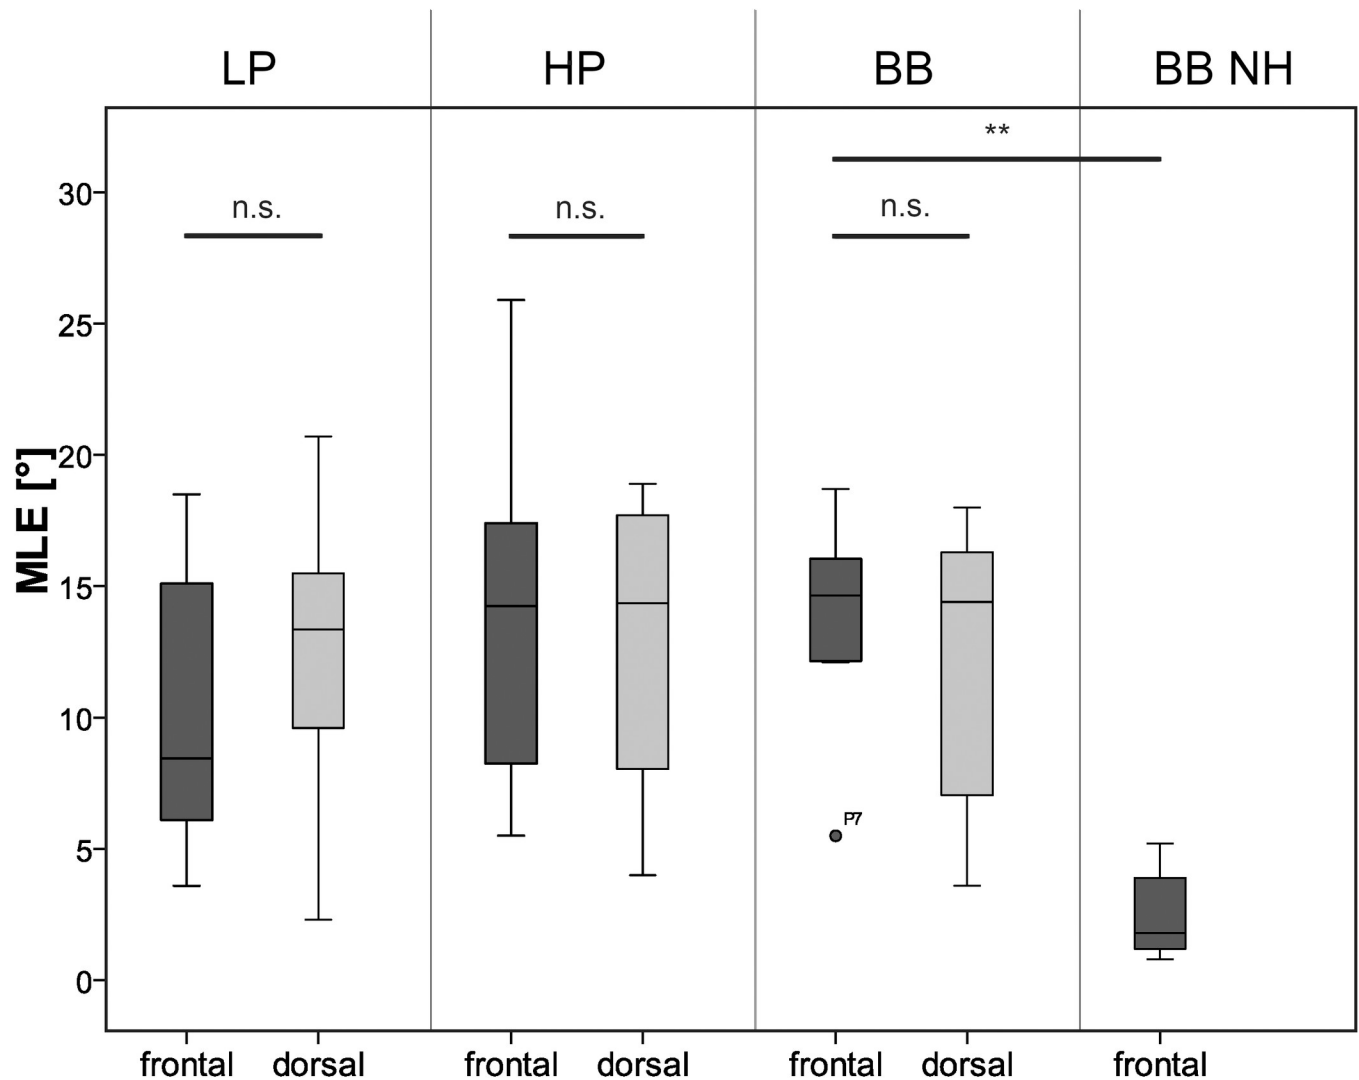 LP HP BB BB NH
**
30
n.s. n.s. n.s.
25
20
MLE [°]
15
10
P7
5
0
frontal dorsal frontal dorsal frontal dorsal frontal